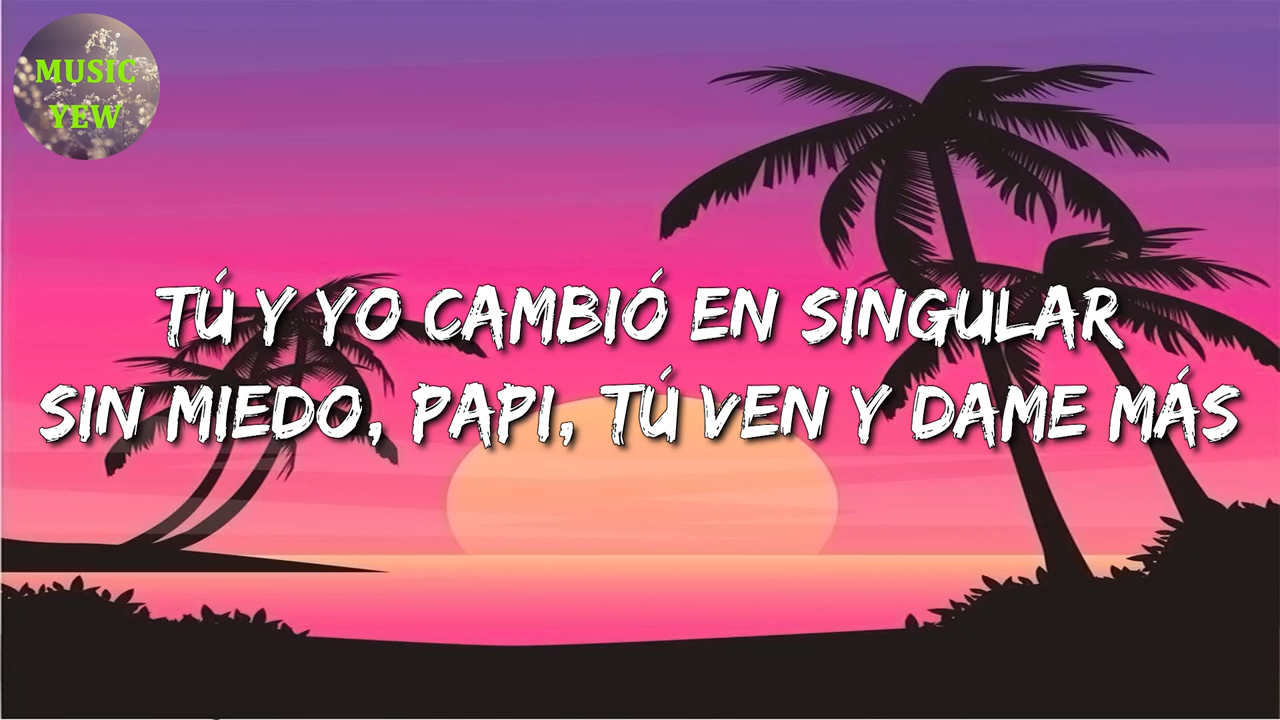 MUSIC
YEW
TÚ Y YO CAMBIÓ EN SINGULAR
SIN MIEDO, PAPI, TÚ VEN Y DAME MÁS